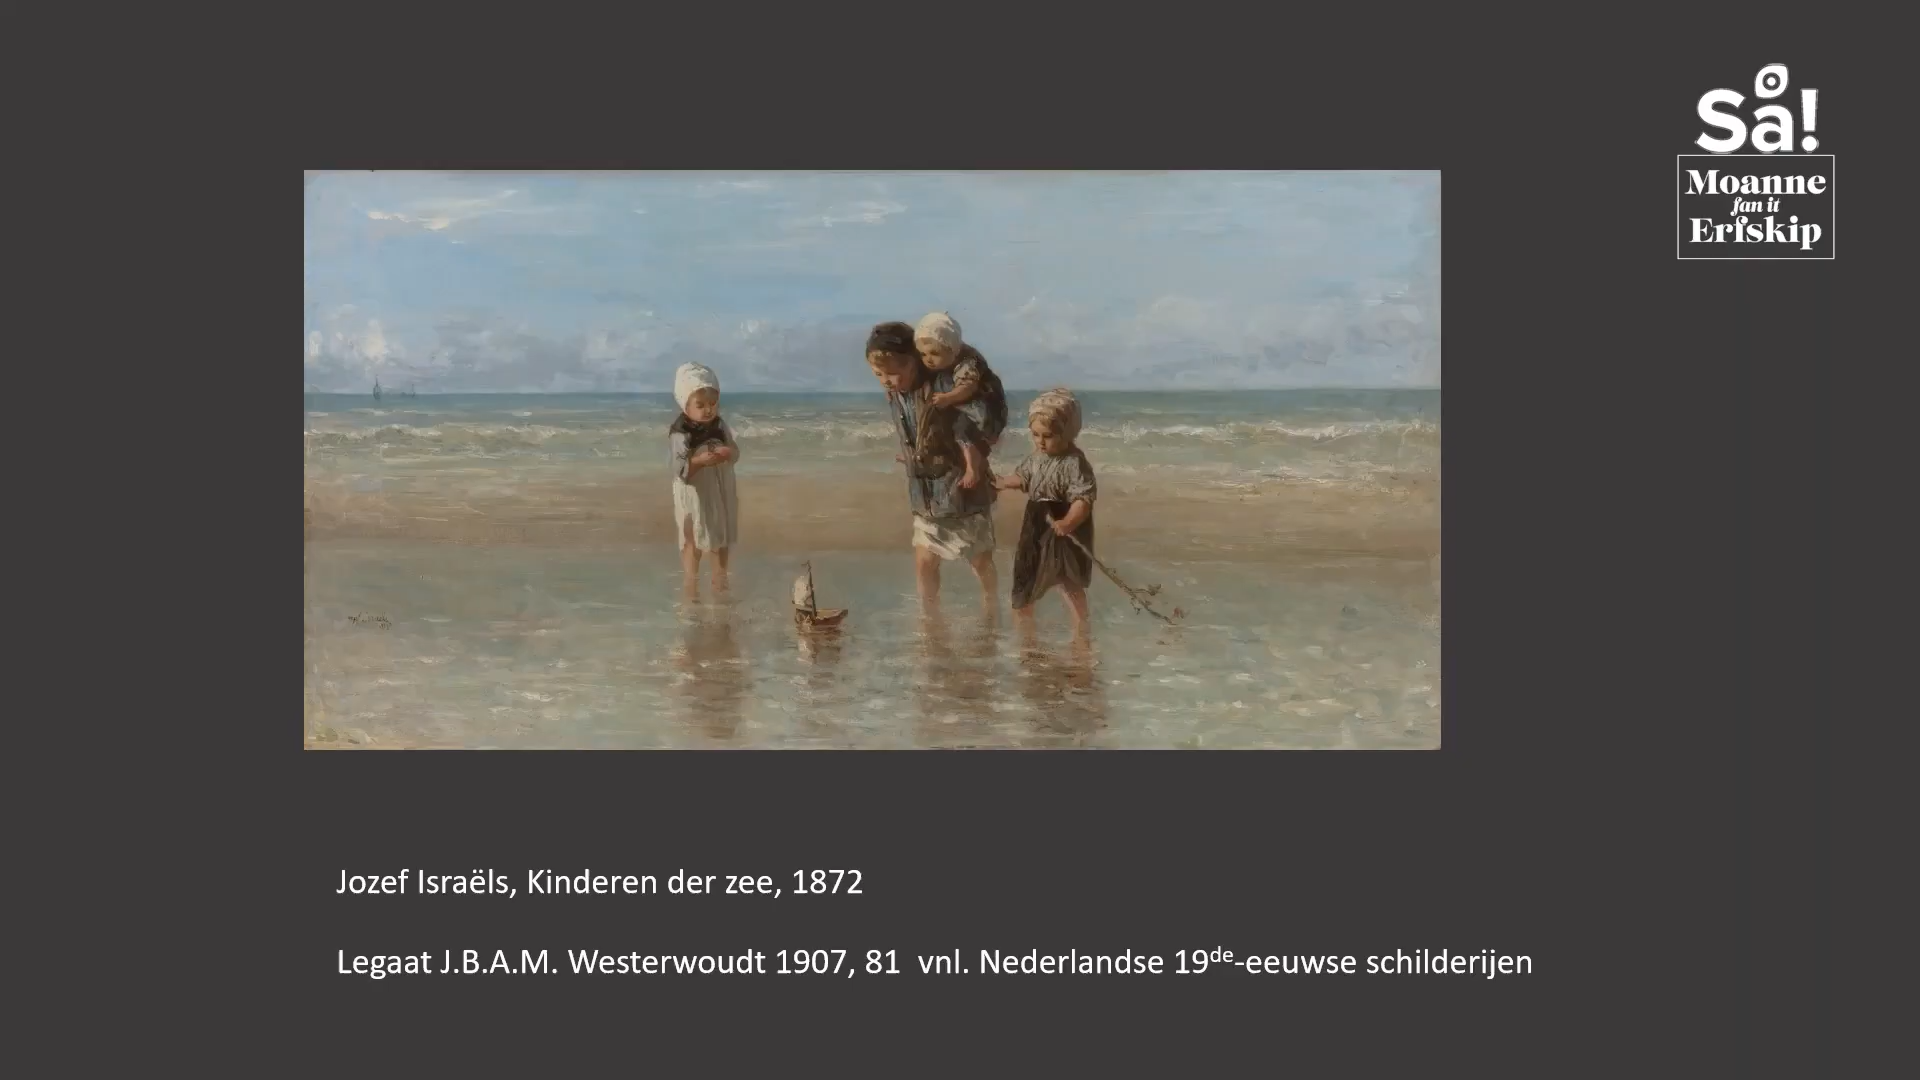 Så!
Moanne
fan it
Erfskip
Jozef Israëls, Kinderen der zee, 1872
Legaat J.B.A.M. Westerwoudt 1907, 81 vnl. Nederlandse 19de-eeuwse schilderijen